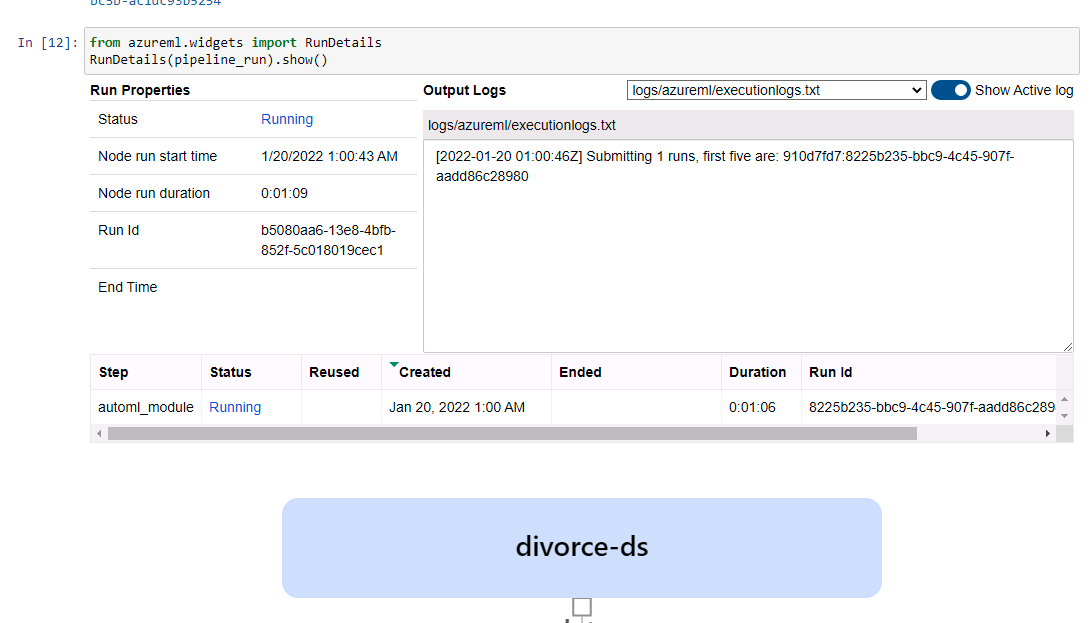 bc5b-ac1dc93b5254
In [12]: from azureml.widgets import RunDetails
RunDetails(pipeline_run).show()
Run Properties
Status Running
Node run start time 1/20/2022 1:00:43 AM
Node run duration 0:01:09
Run Id b5080aa6-13e8-4bfb-
852f-5c018019cec1
End Time
Output Logs logs/azureml/executionlogs.txt Show Active log
logs/azureml/executionlogs.txt
[2022-01-20 01:00:46Z] Submitting 1 runs, first five are: 910d7fd7:8225b235-bbc9-4c45-907f-
aadd86c28980
Step Status Reused Created Ended Duration Run Id
automl_module Running Jan 20, 2022 1:00 AM 0:01:06 8225b235-bbc9-4c45-907f-aadd86c289
divorce-ds